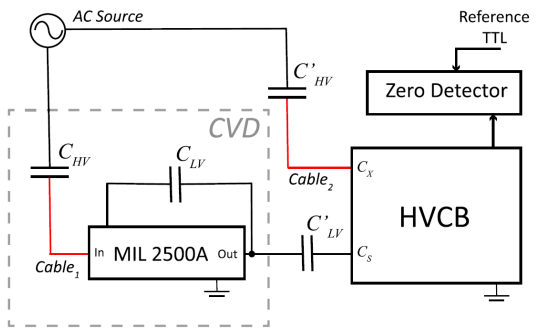 AC Source
Reference
TTL
C'HV
Zero Detector
CVD
CHV
CLV
Cable2
CX
HVCB
In MIL 2500A Out
C'LV
CS
Cable1